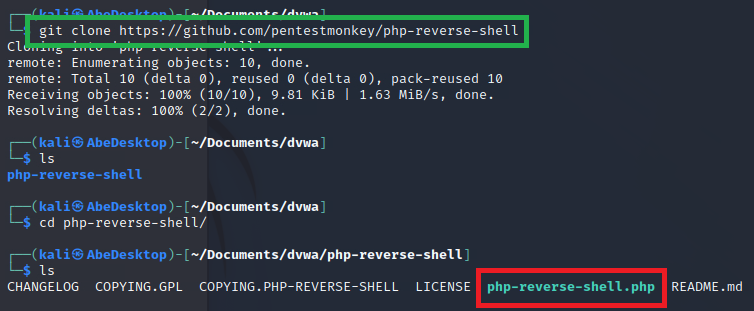 ┌──(kali㉿AbeDesktop)-[~/Documents/dvwa]
└─$ git clone https://github.com/pentestmonkey/php-reverse-shell
Cloning into 'php-reverse-shell'...
remote: Enumerating objects: 10, done.
remote: Total 10 (delta 0), reused 0 (delta 0), pack-reused 10
Receiving objects: 100% (10/10), 9.81 KiB | 1.63 MiB/s, done.
Resolving deltas: 100% (2/2), done.
┌──(kali㉿AbeDesktop)-[~/Documents/dvwa]
└─$ ls
php-reverse-shell
┌──(kali㉿AbeDesktop)-[~/Documents/dvwa]
└─$ cd php-reverse-shell/
┌──(kali㉿AbeDesktop)-[~/Documents/dvwa/php-reverse-shell]
└─$ ls
CHANGELOG  COPYING.GPL  COPYING.PHP-REVERSE-SHELL  LICENSE  php-reverse-shell.php  README.md